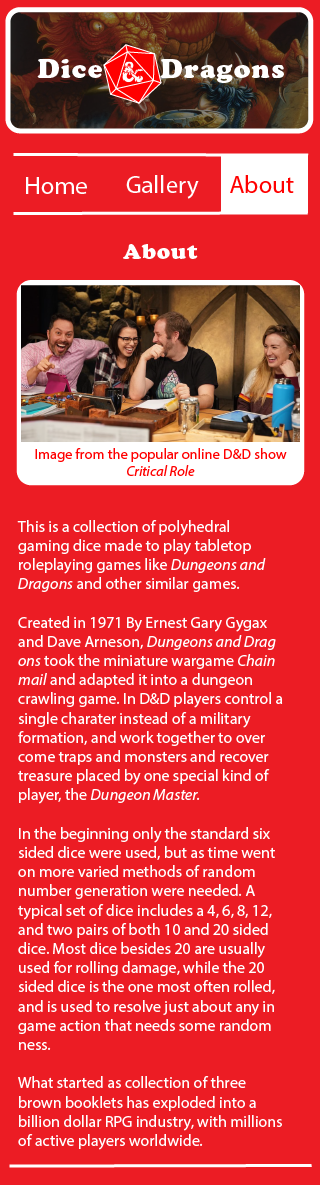 Dice & Dragons
Home Gallery About
About
Image from the popular online D&D show
Critical Role
This is a collection of polyhedral
gaming dice made to play tabletop
roleplaying games like Dungeons and
Dragons and other similar games.
Created in 1971 By Ernest Gary Gygax
and Dave Arneson, Dungeons and Drag
ons took the miniature wargame Chain
mail and adapted it into a dungeon
crawling game. In D&D players control a
single charater instead of a military
formation, and work together to over
come traps and monsters and recover
treasure placed by one special kind of
player, the Dungeon Master.
In the beginning only the standard six
sided dice were used, but as time went
on more varied methods of random
number generation were needed. A
typical set of dice includes a 4, 6, 8, 12,
and two pairs of both 10 and 20 sided
dice. Most dice besides 20 are usually
used for rolling damage, while the 20
sided dice is the one most often rolled,
and is used to resolve just about any in
game action that needs some random
ness.
What started as collection of three
brown booklets has exploded into a
billion dollar RPG industry, with millions
of active players worldwide.